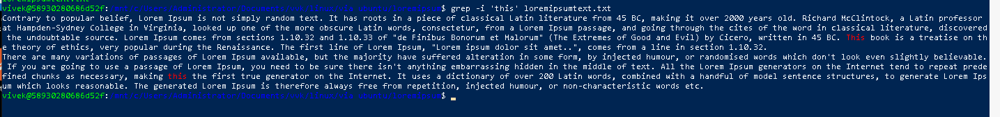 vivek@58930280686d52f: $ grep -i 'this' loremipsumtext.txt
Contrary to popular belief, Lorem Ipsum is not simply random text. It has roots in a piece of classical Latin literature from 45 BC, making it over 2000 years old. Richard McClintock, a Latin professor
at Hampden-Sydney College in Virginia, looked up one of the more obscure Latin words, consectetur, from a Lorem Ipsum passage, and going through the cites of the word in classical literature, discovered
the undoubtable source. Lorem Ipsum comes from sections 1.10.32 and 1.10.33 of "de Finibus Bonorum et Malorum" (The Extremes of Good and Evil) by Cicero, written in 45 BC. This book is a treatise on th
e theory of ethics, very popular during the Renaissance. The first line of Lorem Ipsum, "Lorem ipsum dolor sit amet..", comes from a line in section 1.10.32.
There are many variations of passages of Lorem Ipsum available, but the majority have suffered alteration in some form, by injected humour, or randomised words which don't look even slightly believable.
If you are going to use a passage of Lorem Ipsum, you need to be sure there isn't anything embarrassing hidden in the middle of text. All the Lorem Ipsum generators on the Internet tend to repeat prede
fined chunks as necessary, making this the first true generator on the Internet. It uses a dictionary of over 200 Latin words, combined with a handful of model sentence structures, to generate Lorem Ips
um which looks reasonable. The generated Lorem Ipsum is therefore always free from repetition, injected humour, or non-characteristic words etc.
vivek@58930280686d52f: $